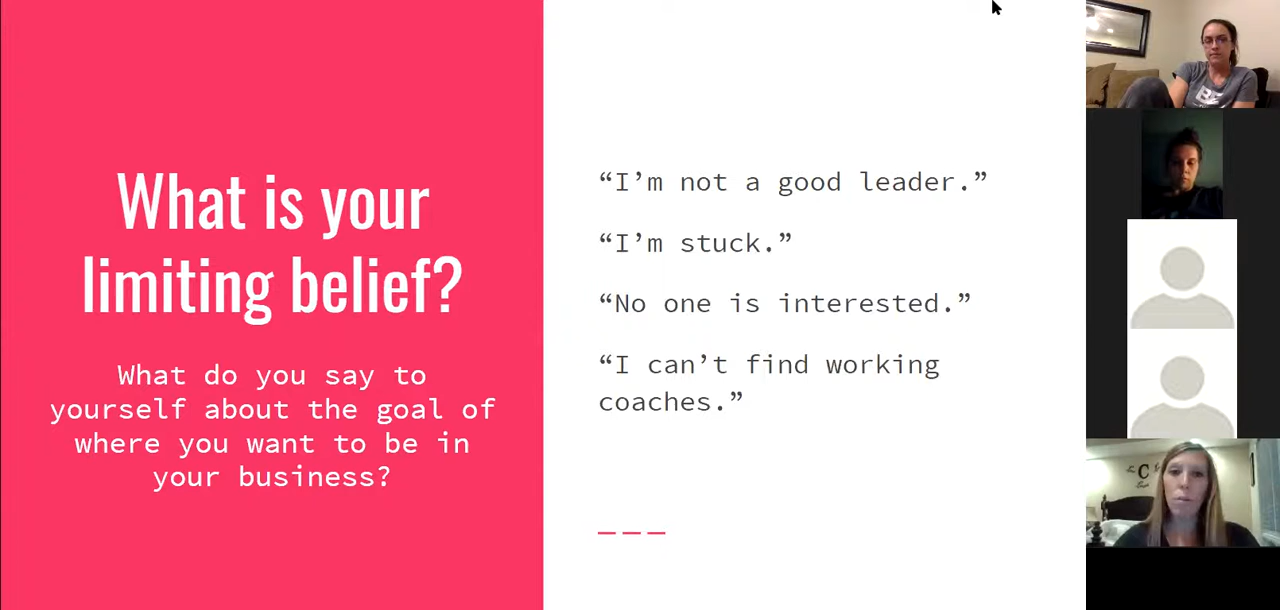 What is your
limiting belief?
What do you say to
yourself about the goal of
where you want to be in
your business?
“I’m not a good leader.”
“I’m stuck.”
“No one is interested.”
“I can’t find working
coaches.”
C